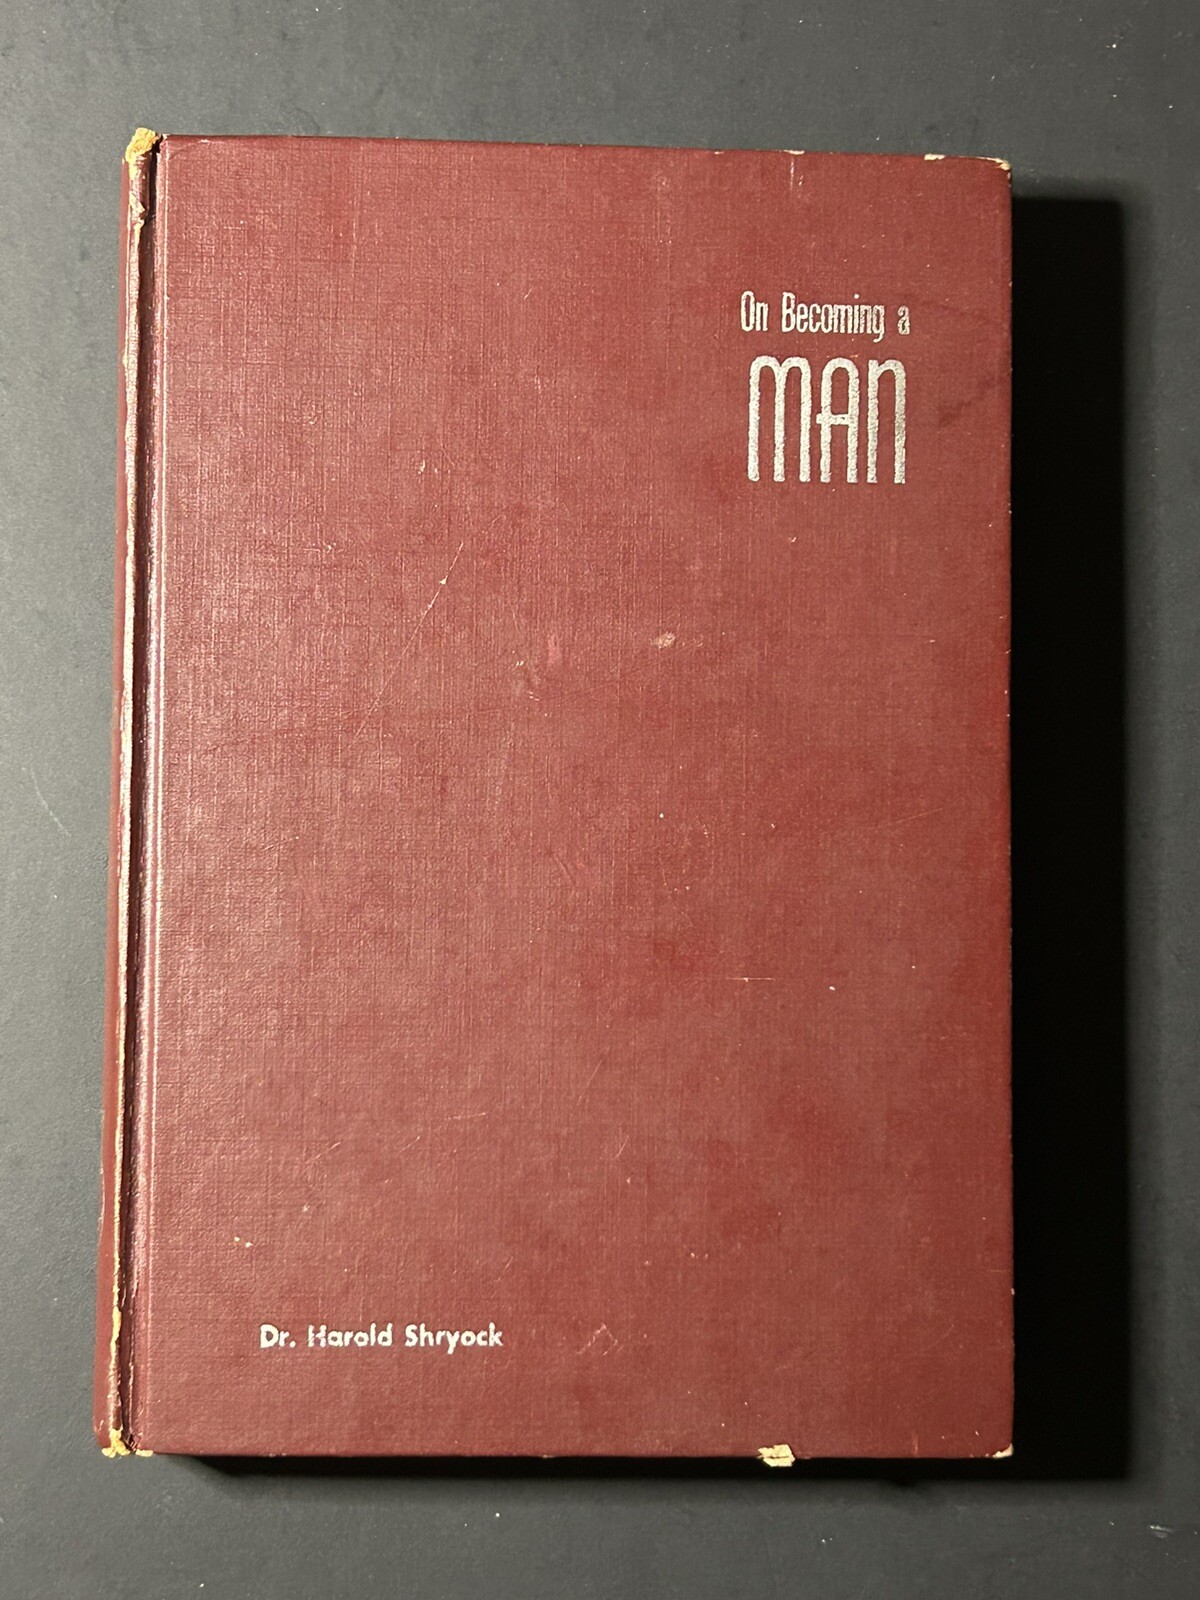 On Becoming a
MAN
Dr. Harold Shryock